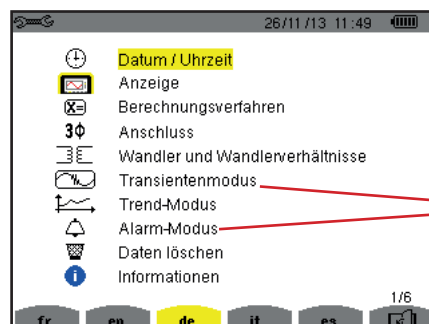 26/11/13 11:49
Datum / Uhrzeit
Anzeige
Berechnungsverfahren
3ϕ Anschluss
Wandler und Wandlerverhältnisse
Transientenmodus
Trend-Modus
Alarm-Modus
Daten löschen
Informationen
1/6
fr en de it es